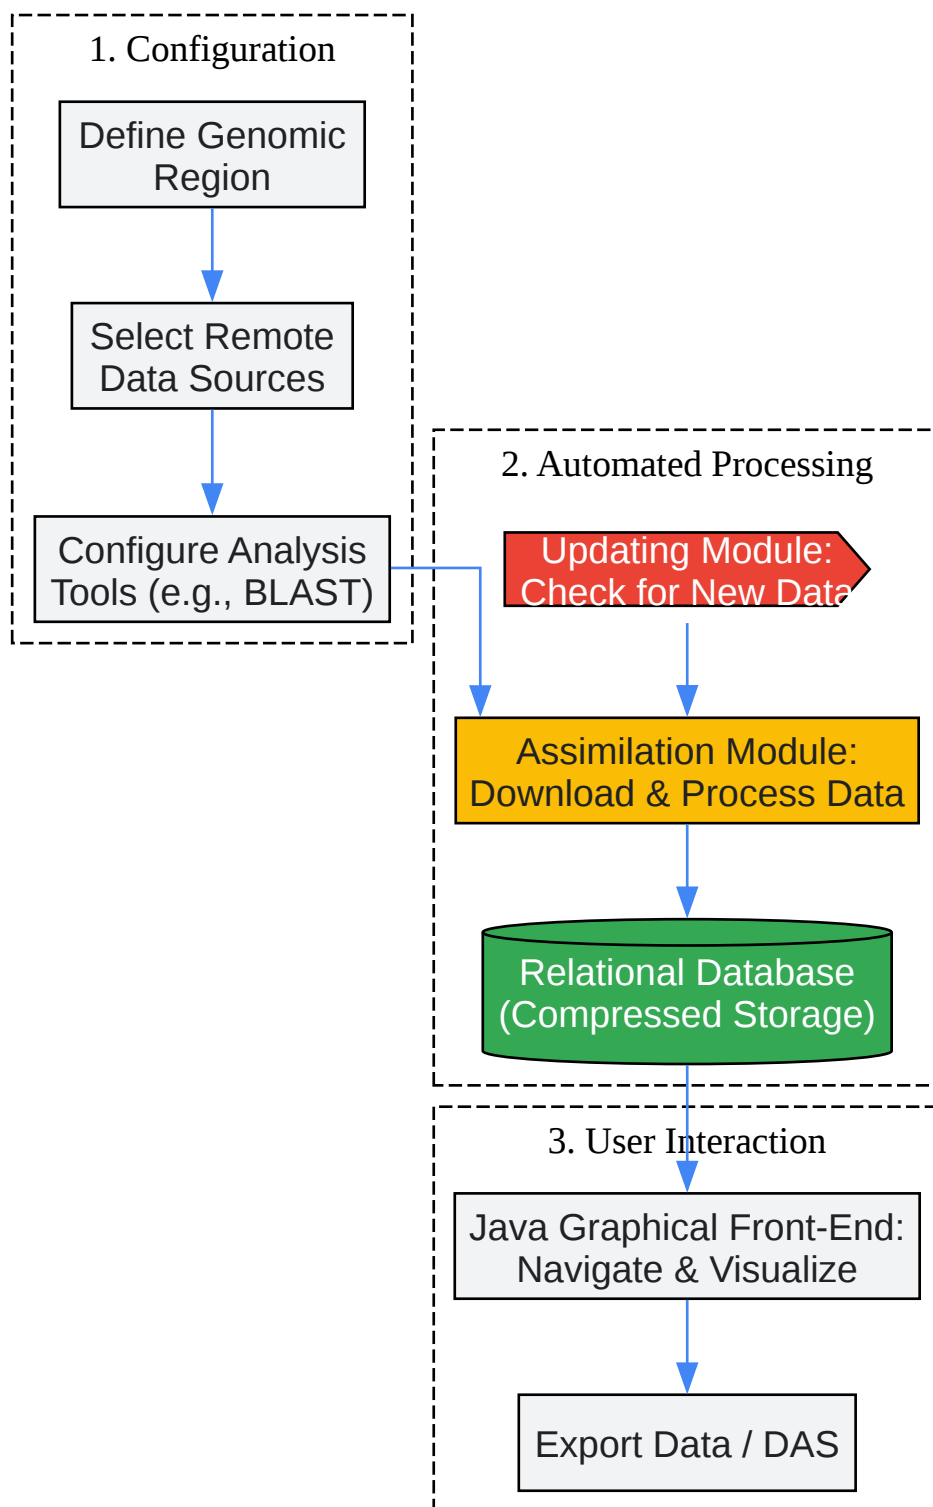 1. Configuration
Define Genomic
Region
Select Remote
Data Sources
Configure Analysis
Tools (e.g., BLAST)
2. Automated Processing
Updating Module:
Check for New Data
Assimilation Module:
Download & Process Data
Relational Database
(Compressed Storage)
3. User Interaction
Java Graphical Front-End:
Navigate & Visualize
Export Data / DAS